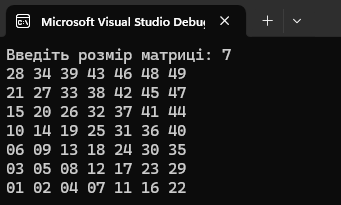 Microsoft Visual Studio Debug
Введіть розмір матриці: 7
28 34 39 43 46 48 49
21 27 33 38 42 45 47
15 20 26 32 37 41 44
10 14 19 25 31 36 40
06 09 13 18 24 30 35
03 05 08 12 17 23 29
01 02 04 07 11 16 22